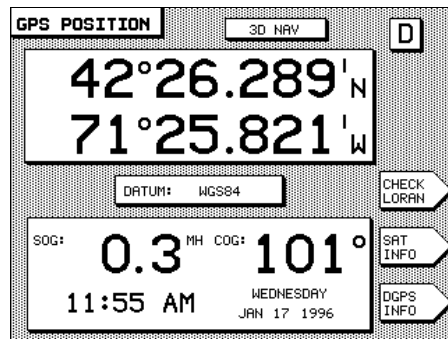 GPS POSITION
3D NAV
D
42°26.289'N
71°25.821'W
DATUM: WGS84
CHECK
LORAN
SOG: 0.3 MH COG: 101°
SAT
INFO
11:55 AM
WEDNESDAY
JAN 17 1996
DGPS
INFO